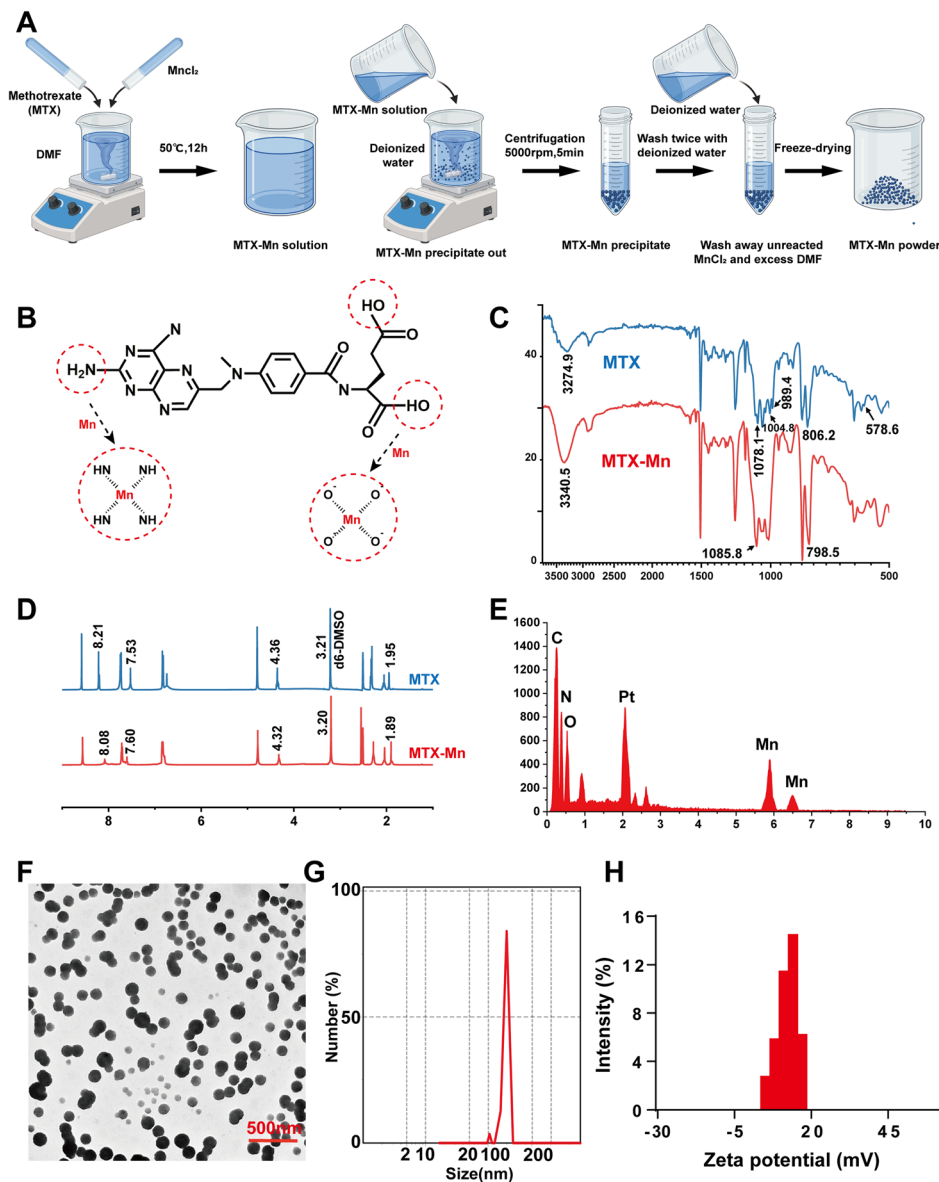 A
Methotrexate
(MTX)
Mncl₂
DMF
50℃,12h
MTX-Mn solution
MTX-Mn solution
Deionized
water
MTX-Mn precipitate out
Centrifugation
5000rpm,5min
MTX-Mn precipitate
Wash twice with
deionized water
Deionized water
Wash away unreacted
MnCl₂ and excess DMF
Freeze-drying
MTX-Mn powder
B
N
H₂N
N
N
N
N
N
O
N
H
HO
O
O
HO
Mn
Mn
HN
NH
Mn
HN
NH
O⁻
O⁻
Mn
O
O⁻
C
40
20
0
3274.9
MTX
1078.1
1004.8
989.4
806.2
578.6
3340.5
MTX-Mn
1085.8
798.5
3500 3000 2500 2000 1500 1000 500
D
8.21
7.53
4.36
3.21
d6-DMSO
1.95
MTX
8.08
7.60
4.32
3.20
1.89
MTX-Mn
8 6 4 2
E
1600
1400
1200
1000
800
600
400
200
0
C
N
O
Pt
Mn
Mn
0 1 2 3 4 5 6 7 8 9 10
F
500nm
G
Number (%)
100
50
0
2 10 20 100 200
Size(nm)
H
Intensity (%)
16
12
8
4
0
-30 -5 20 45
Zeta potential (mV)